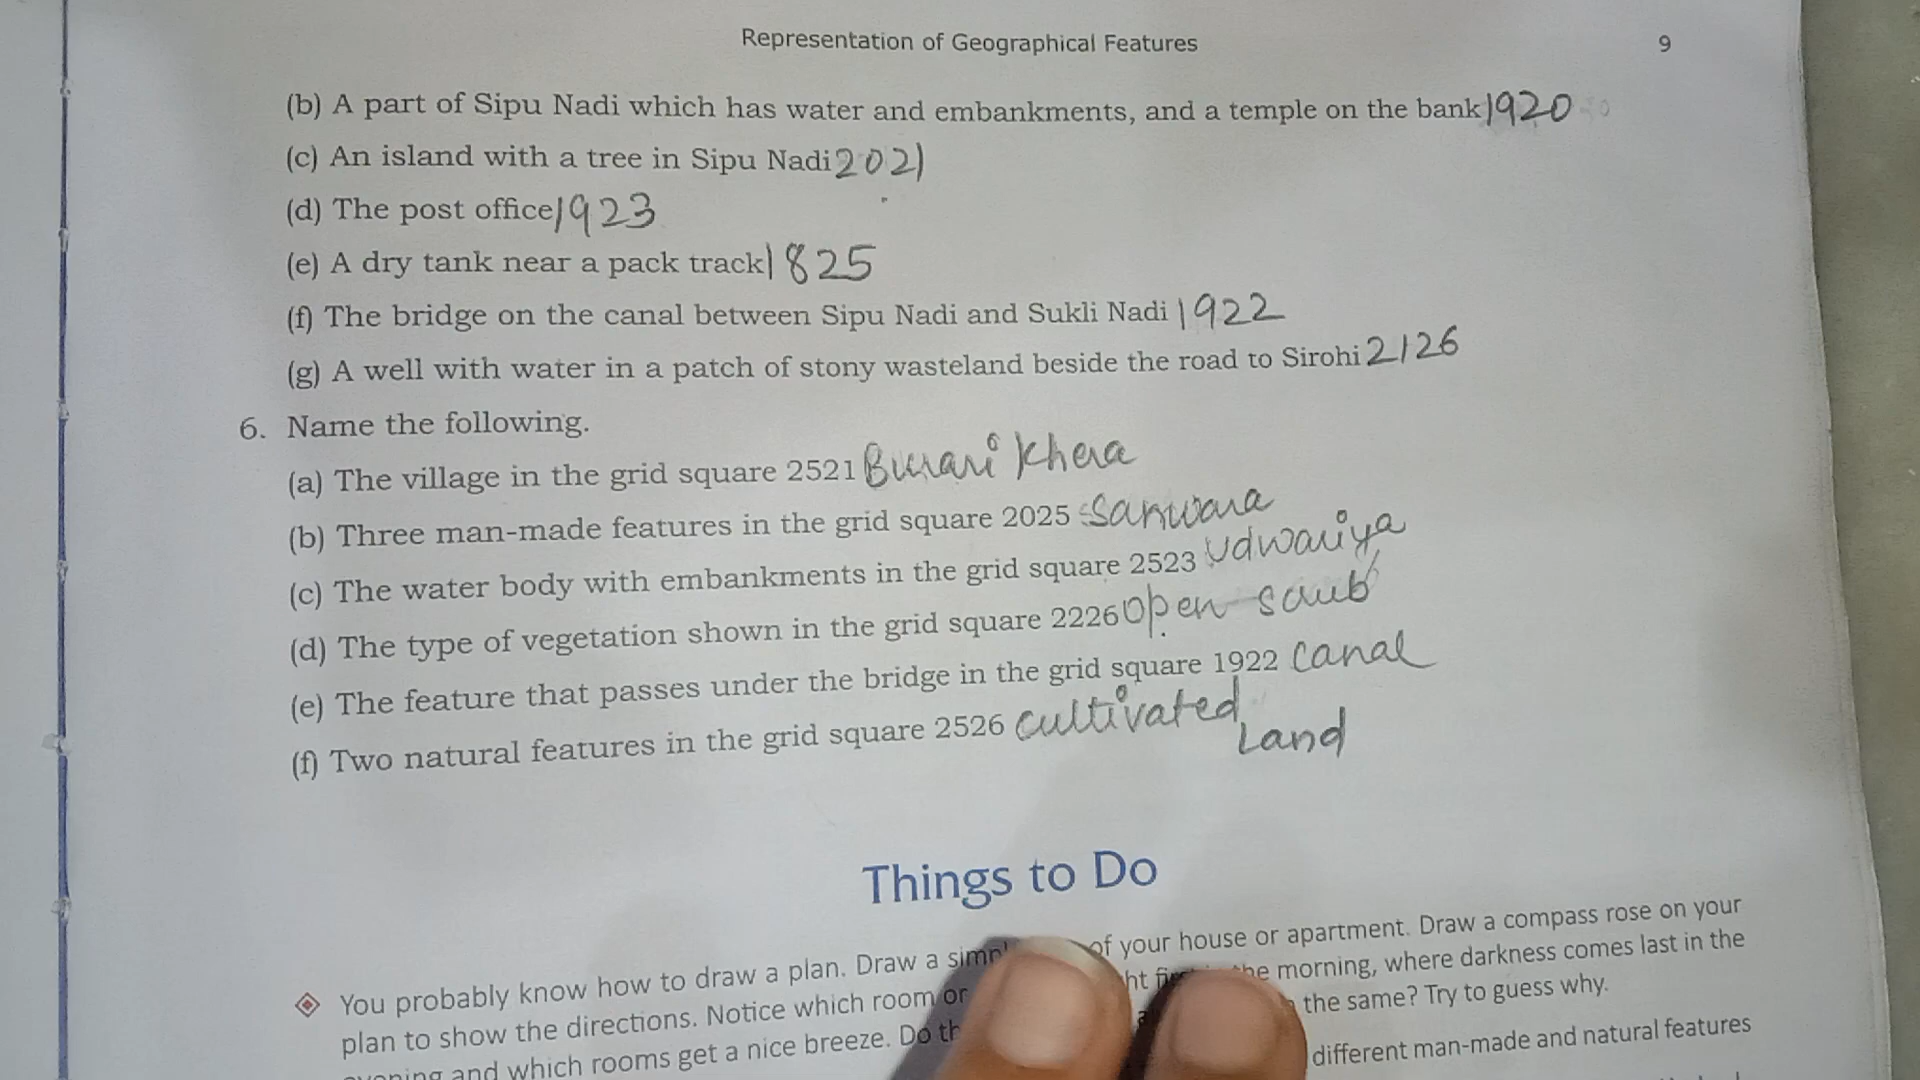 Representation of Geographical Features 9
(b) A part of Sipu Nadi which has water and embankments, and a temple on the bank 1920
(c) An island with a tree in Sipu Nadi 2021
(d) The post office 1923
(e) A dry tank near a pack track 1825
(f) The bridge on the canal between Sipu Nadi and Sukli Nadi 1922
(g) A well with water in a patch of stony wasteland beside the road to Sirohi 2126
6. Name the following.
(a) The village in the grid square 2521 Burari Khera
(b) Three man-made features in the grid square 2025 Sanwara
(c) The water body with embankments in the grid square 2523 Udwariya
(d) The type of vegetation shown in the grid square 2226 Open scrub
(e) The feature that passes under the bridge in the grid square 1922 canal
(f) Two natural features in the grid square 2526 cultivated
Land
Things to Do
You probably know how to draw a plan. Draw a of your house or apartment. Draw a compass rose on your
plan to show the directions. Notice which room or the morning, where darkness comes last in the
and which rooms get a nice breeze. Do the same? Try to guess why.
different man-made and natural features